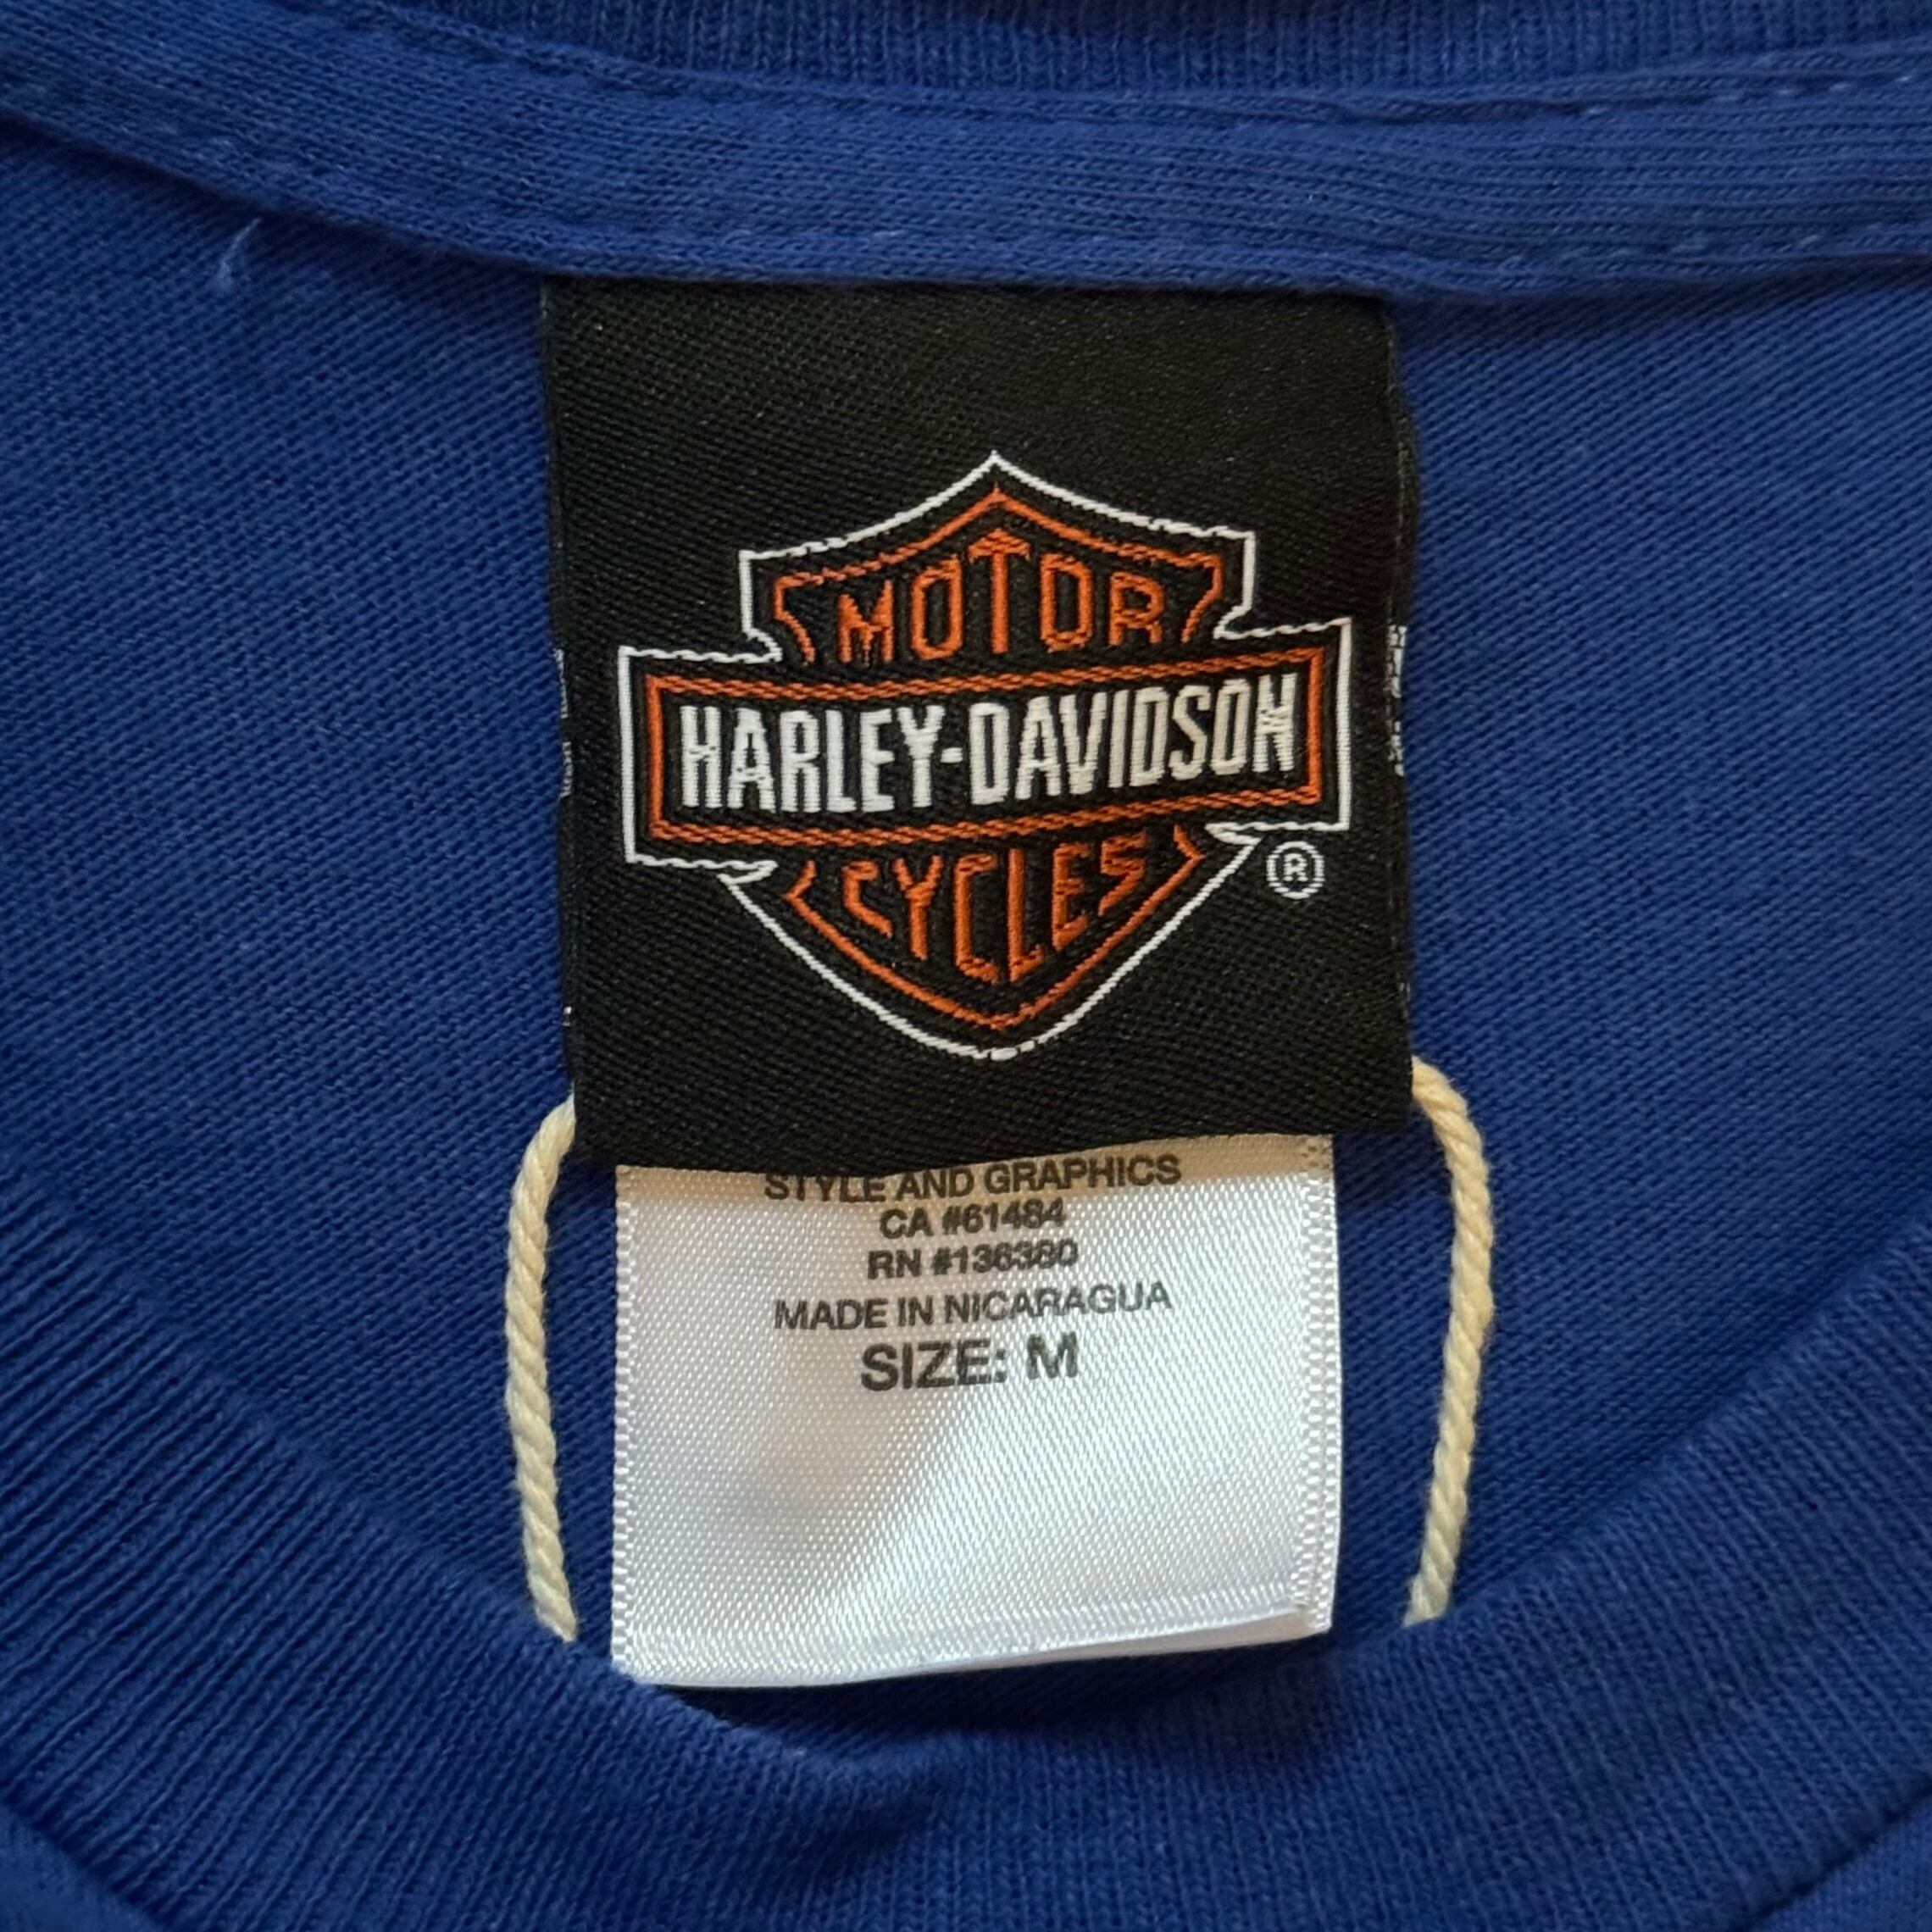 MOTOR
HARLEY-DAVIDSON
CYCLES
®
STYLE AND GRAPHICS
CA #61484
RN #136380
MADE IN NICARAGUA
SIZE: M